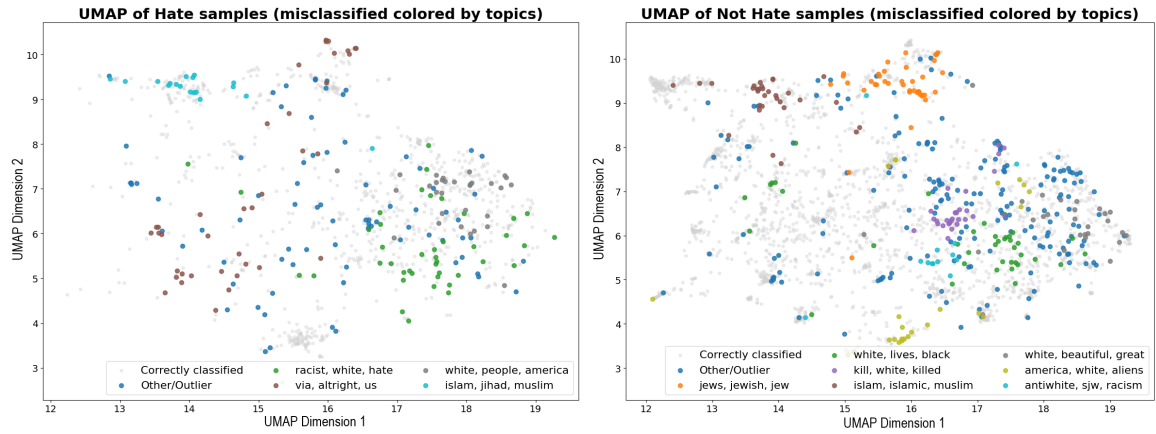 UMAP of Hate samples (misclassified colored by topics)
10
9
8
7
6
5
4
3
UMAP Dimension 2
12 13 14 15 16 17 18 19
UMAP Dimension 1
Correctly classified
Other/Outlier
racist, white, hate
via, altright, us
white, people, america
islam, jihad, muslim
UMAP of Not Hate samples (misclassified colored by topics)
10
9
8
7
6
5
4
3
UMAP Dimension 2
12 13 14 15 16 17 18 19
UMAP Dimension 1
Correctly classified
Other/Outlier
jews, jewish, jew
white, lives, black
kill, white, killed
islam, islamic, muslim
white, beautiful, great
america, white, aliens
antiwhite, sjw, racism